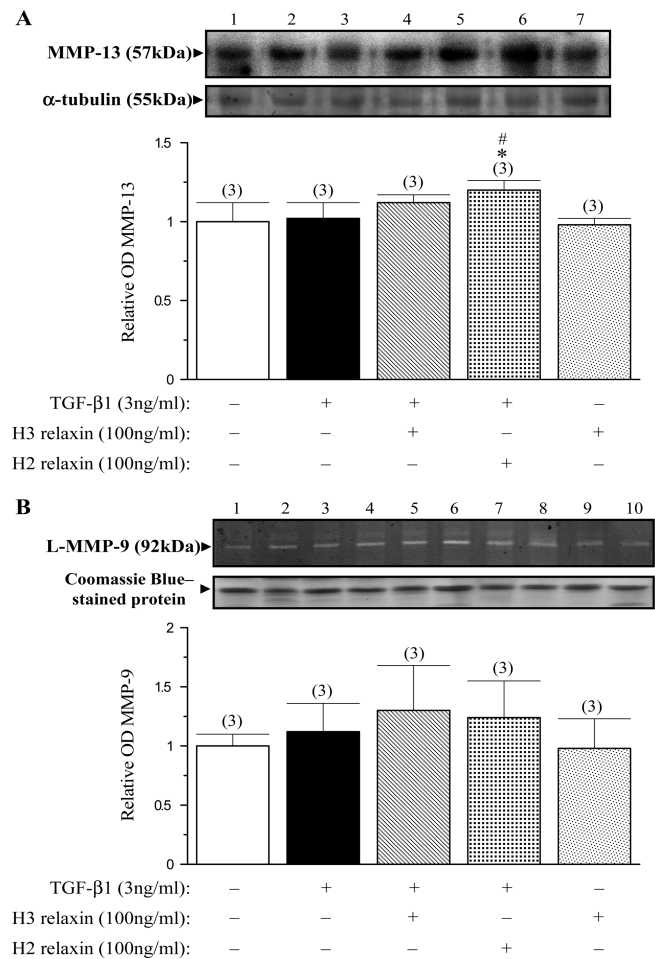 A
1 2 3 4 5 6 7
MMP-13 (57kDa)
α-tubulin (55kDa)
1.5
#
*
(3) (3) (3) (3) (3)
1
Relative OD MMP-13
0.5
0
TGF-β1 (3ng/ml): – + + + –
H3 relaxin (100ng/ml): – – + – +
H2 relaxin (100ng/ml): – – – + –
B
1 2 3 4 5 6 7 8 9 10
L-MMP-9 (92kDa)
Coomassie Blue–
stained protein
2
(3) (3) (3) (3) (3)
1.5
1
Relative OD MMP-9
0.5
0
TGF-β1 (3ng/ml): – + + + –
H3 relaxin (100ng/ml): – – + – +
H2 relaxin (100ng/ml): – – – + –